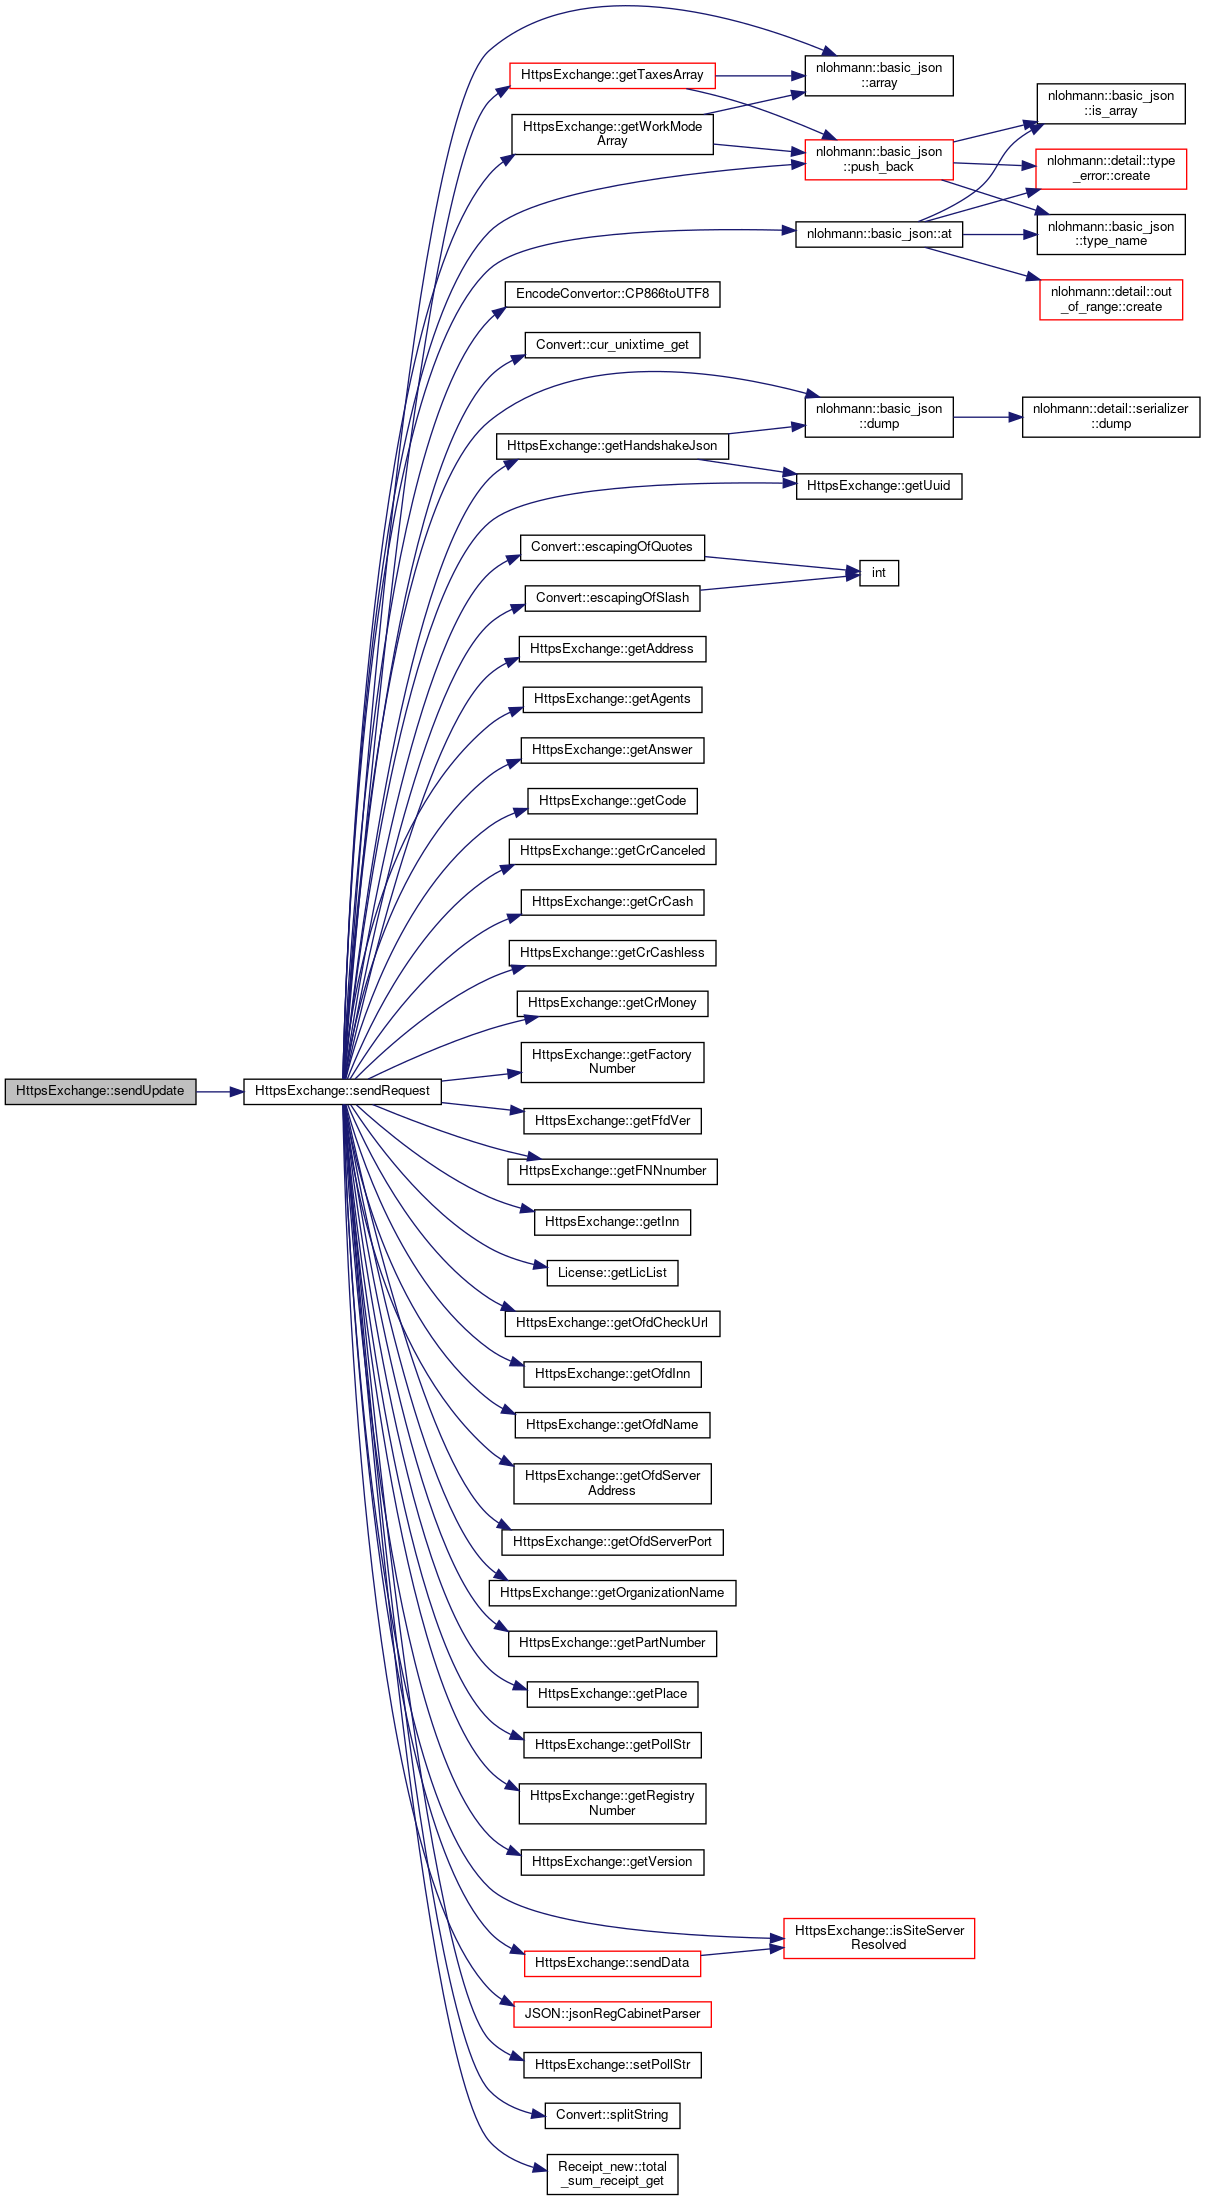 HttpsExchange::sendUpdate
HttpsExchange::sendRequest
nlohmann::basic_json
::array
HttpsExchange::getTaxesArray
HttpsExchange::getWorkMode
Array
nlohmann::basic_json
::push_back
nlohmann::basic_json
::is_array
nlohmann::detail::type
_error::create
nlohmann::basic_json
::type_name
nlohmann::basic_json::at
nlohmann::detail::out
_of_range::create
EncodeConvertor::CP866toUTF8
Convert::cur_unixtime_get
nlohmann::basic_json
::dump
nlohmann::detail::serializer
::dump
HttpsExchange::getHandshakeJson
HttpsExchange::getUuid
Convert::escapingOfQuotes
int
Convert::escapingOfSlash
HttpsExchange::getAddress
HttpsExchange::getAgents
HttpsExchange::getAnswer
HttpsExchange::getCode
HttpsExchange::getCrCanceled
HttpsExchange::getCrCash
HttpsExchange::getCrCashless
HttpsExchange::getCrMoney
HttpsExchange::getFactory
Number
HttpsExchange::getFfdVer
HttpsExchange::getFNNnumber
HttpsExchange::getInn
License::getLicList
HttpsExchange::getOfdCheckUrl
HttpsExchange::getOfdInn
HttpsExchange::getOfdName
HttpsExchange::getOfdServer
Address
HttpsExchange::getOfdServerPort
HttpsExchange::getOrganizationName
HttpsExchange::getPartNumber
HttpsExchange::getPlace
HttpsExchange::getPollStr
HttpsExchange::getRegistry
Number
HttpsExchange::getVersion
HttpsExchange::isSiteServer
Resolved
HttpsExchange::sendData
JSON::jsonRegCabinetParser
HttpsExchange::setPollStr
Convert::splitString
Receipt_new::total
_sum_receipt_get